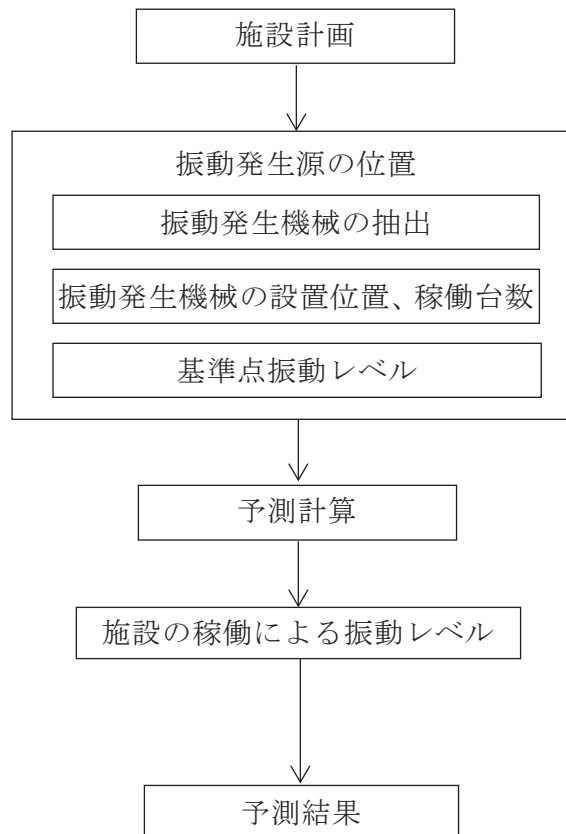 施設計画
振動発生源の位置
振動発生機械の抽出
振動発生機械の設置位置、稼働台数
基準点振動レベル
予測計算
施設の稼働による振動レベル
予測結果